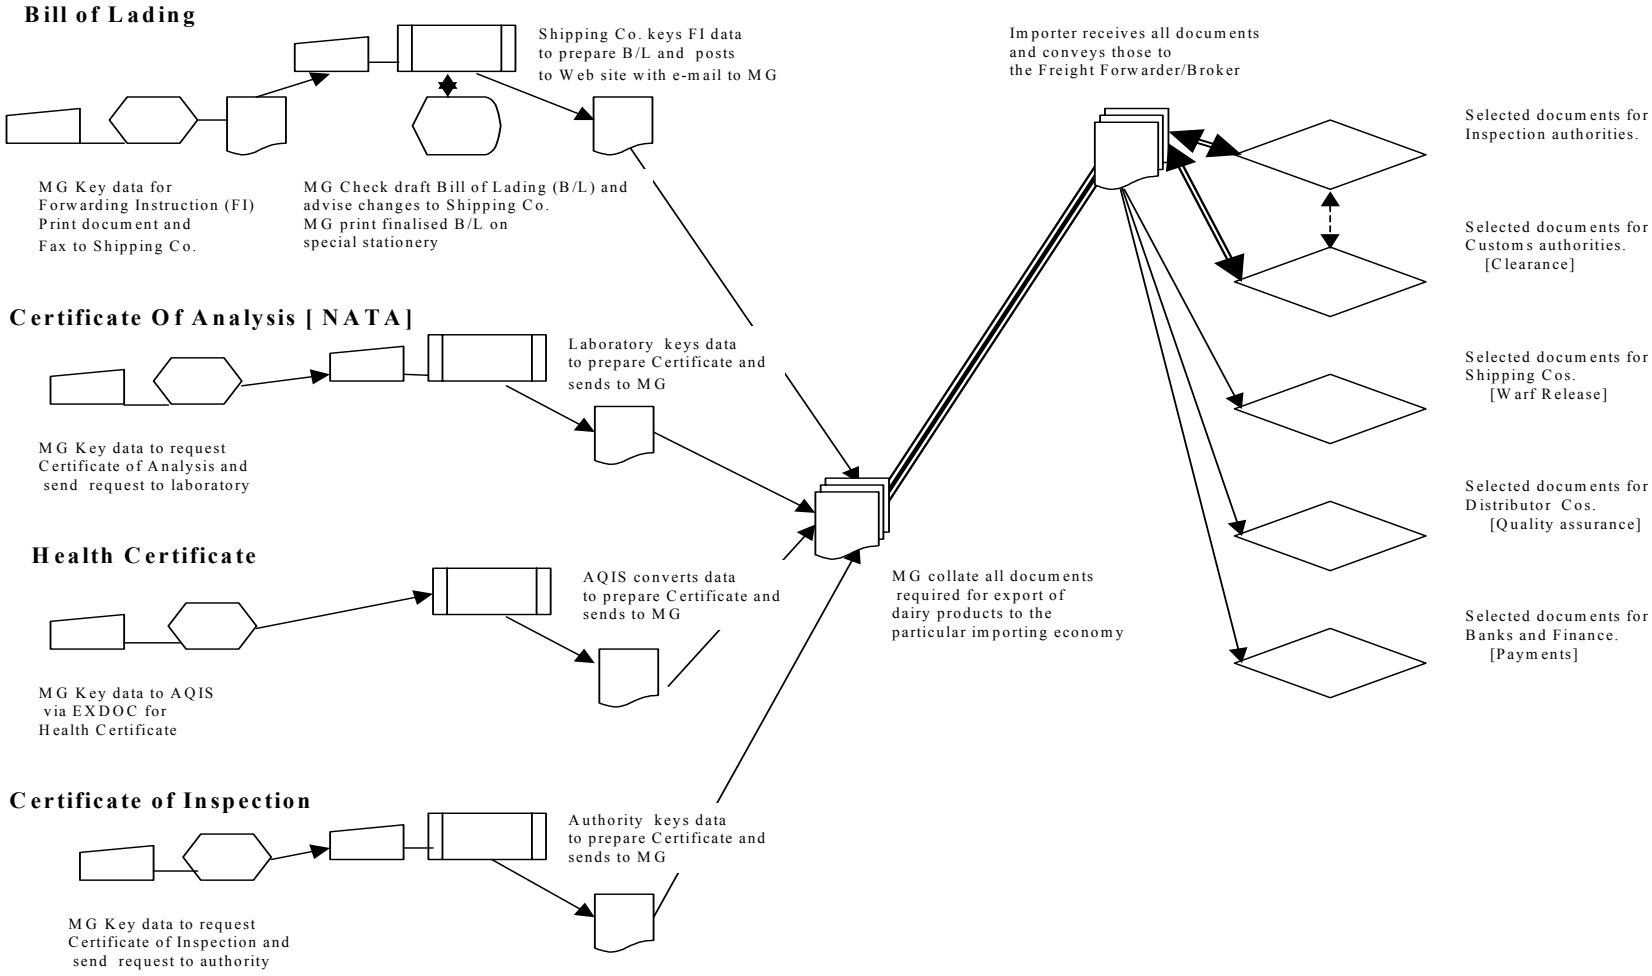 Bill of Lading
Shipping Co. keys FI data
to prepare B/L and posts
to Web site with e-mail to MG
MG Key data for
Forwarding Instruction (FI)
Print document and
Fax to Shipping Co.
MG Check draft Bill of Lading (B/L) and
advise changes to Shipping Co.
MG print finalised B/L on
special stationery
Certificate Of Analysis [ NATA]
Laboratory keys data
to prepare Certificate and
sends to MG
MG Key data to request
Certificate of Analysis and
send request to laboratory
Health Certificate
AQIS converts data
to prepare Certificate and
sends to MG
MG Key data to AQIS
via EXDOC for
Health Certificate
Certificate of Inspection
Authority keys data
to prepare Certificate and
sends to MG
MG Key data to request
Certificate of Inspection and
send request to authority
MG collate all documents
required for export of
dairy products to the
particular importing economy
Importer receives all documents
and conveys those to
the Freight Forwarder/Broker
Selected documents for
Inspection authorities.
Selected documents for
Customs authorities.
[Clearance]
Selected documents for
Shipping Cos.
[Warf Release]
Selected documents for
Distributor Cos.
[Quality assurance]
Selected documents for
Banks and Finance.
[Payments]